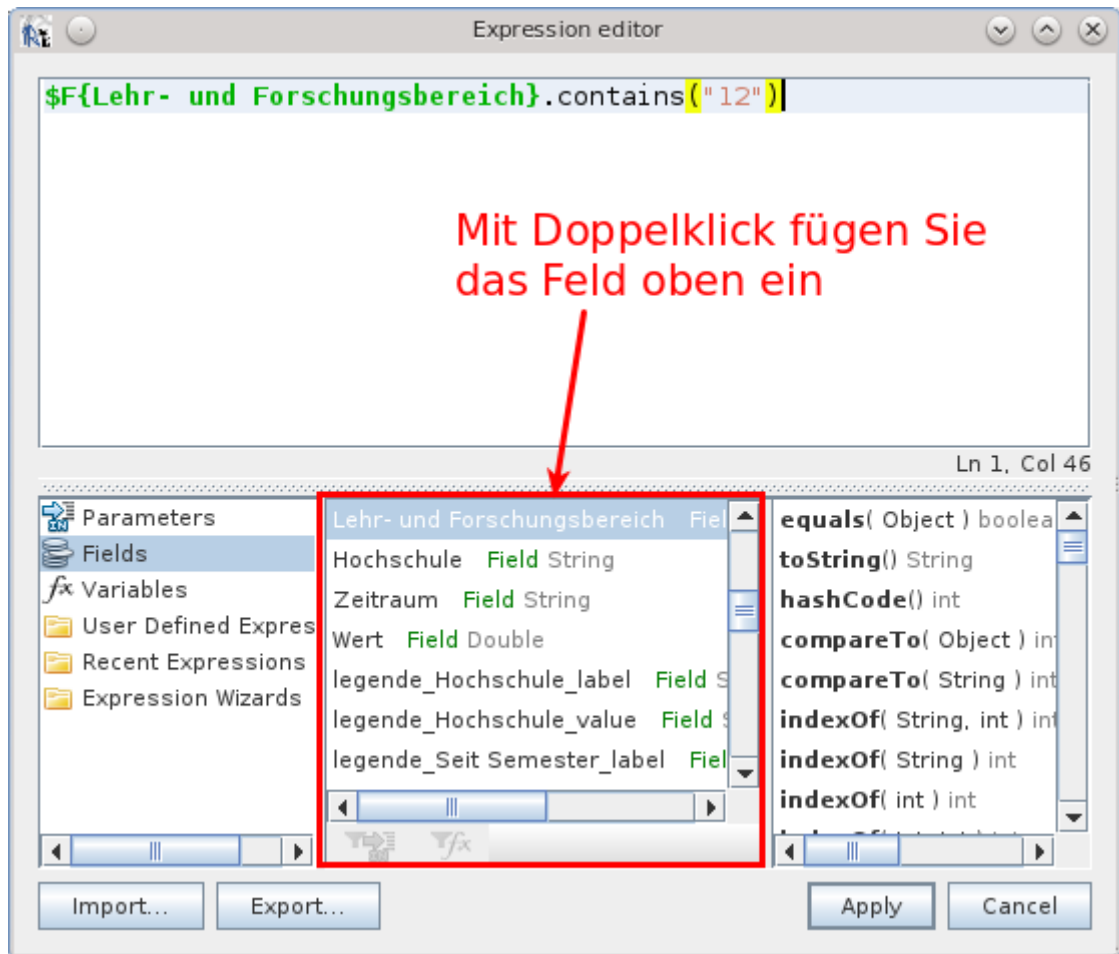 Expression editor
$F{Lehr- und Forschungsbereich}.contains("12")
Mit Doppelklick fügen Sie
das Feld oben ein
Ln 1, Col 46
Parameters
Fields
Variables
User Defined Expres
Recent Expressions
Expression Wizards
Lehr- und Forschungsbereich Fiel
Hochschule Field String
Zeitraum Field String
Wert Field Double
legende_Hochschule_label Field S
legende_Hochschule_value Field S
legende_Seit Semester_label Fiel
equals( Object ) boolea
toString() String
hashCode() int
compareTo( Object ) in
compareTo( String ) int
indexOf( String, int ) int
indexOf( String ) int
indexOf( int ) int
Import...
Export...
Apply
Cancel